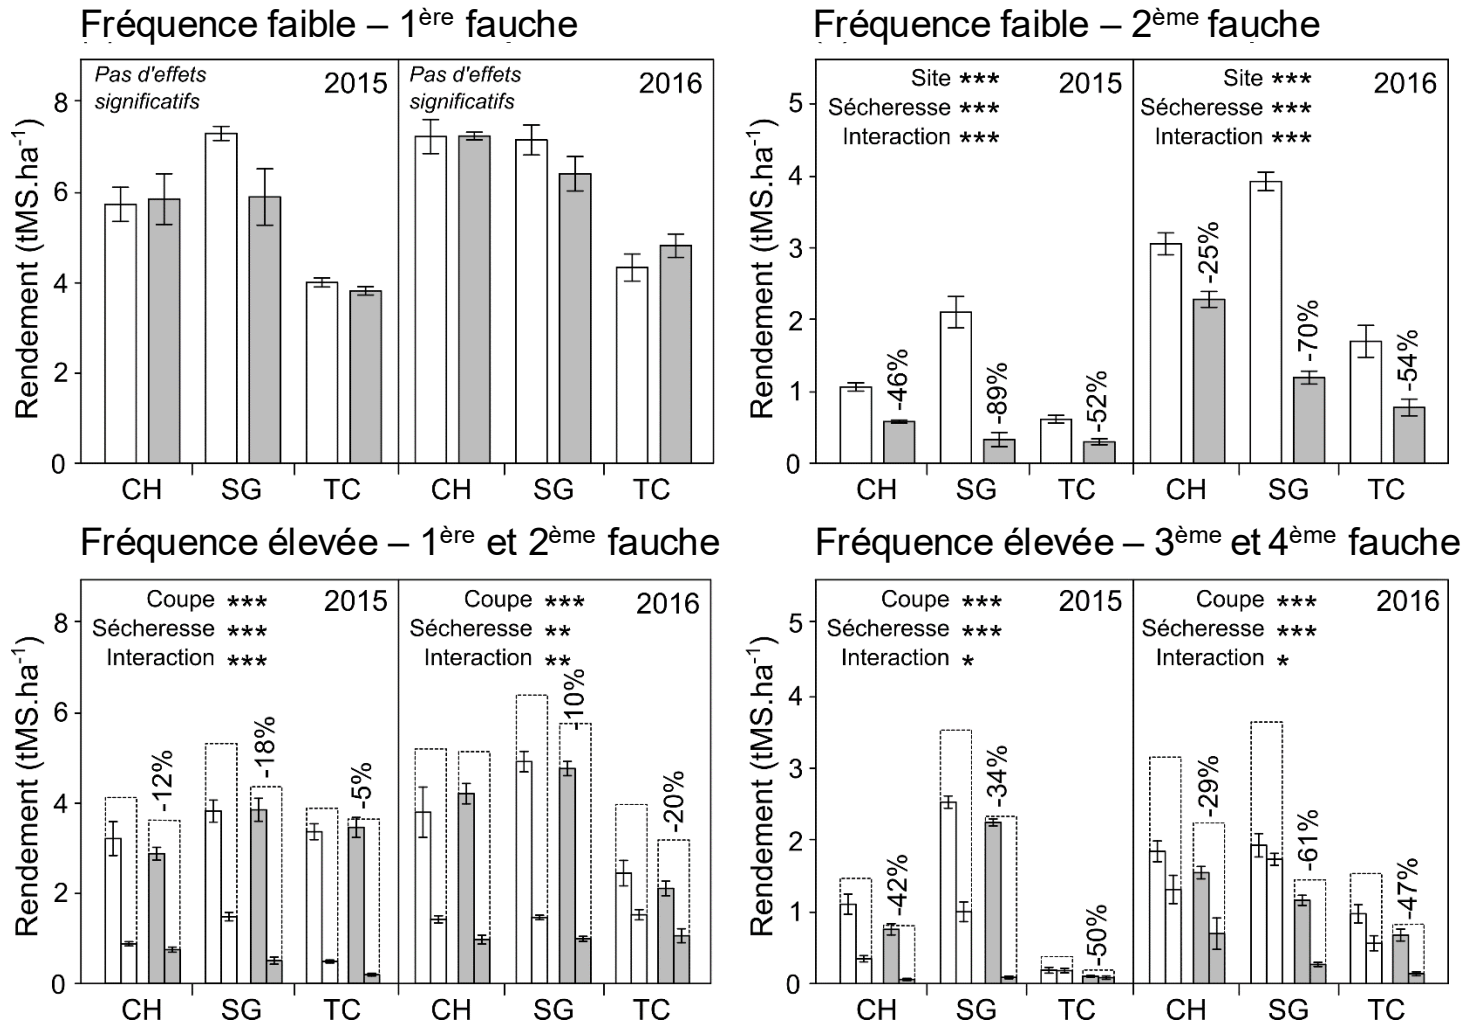 Fréquence faible – 1ère fauche
Pas d'effets
significatifs
2015
Pas d'effets
significatifs
2016
Rendement (tMS.ha-1)
8
6
4
2
0
CH SG TC CH SG TC
Fréquence faible – 2ème fauche
Site ***
Sécheresse ***
Interaction ***
2015
Site ***
Sécheresse ***
Interaction ***
2016
Rendement (tMS.ha-1)
5
4
3
2
1
0
-46%
-89%
-52%
-25%
-70%
-54%
CH SG TC CH SG TC
Fréquence élevée – 1ère et 2ème fauche
Coupe ***
Sécheresse ***
Interaction ***
2015
Coupe ***
Sécheresse **
Interaction **
2016
Rendement (tMS.ha-1)
8
6
4
2
0
-12%
-18%
-5%
-10%
-20%
CH SG TC CH SG TC
Fréquence élevée – 3ème et 4ème fauche
Coupe ***
Sécheresse ***
Interaction *
2015
Coupe ***
Sécheresse ***
Interaction *
2016
Rendement (tMS.ha-1)
5
4
3
2
1
0
-42%
-34%
-50%
-29%
-61%
-47%
CH SG TC CH SG TC